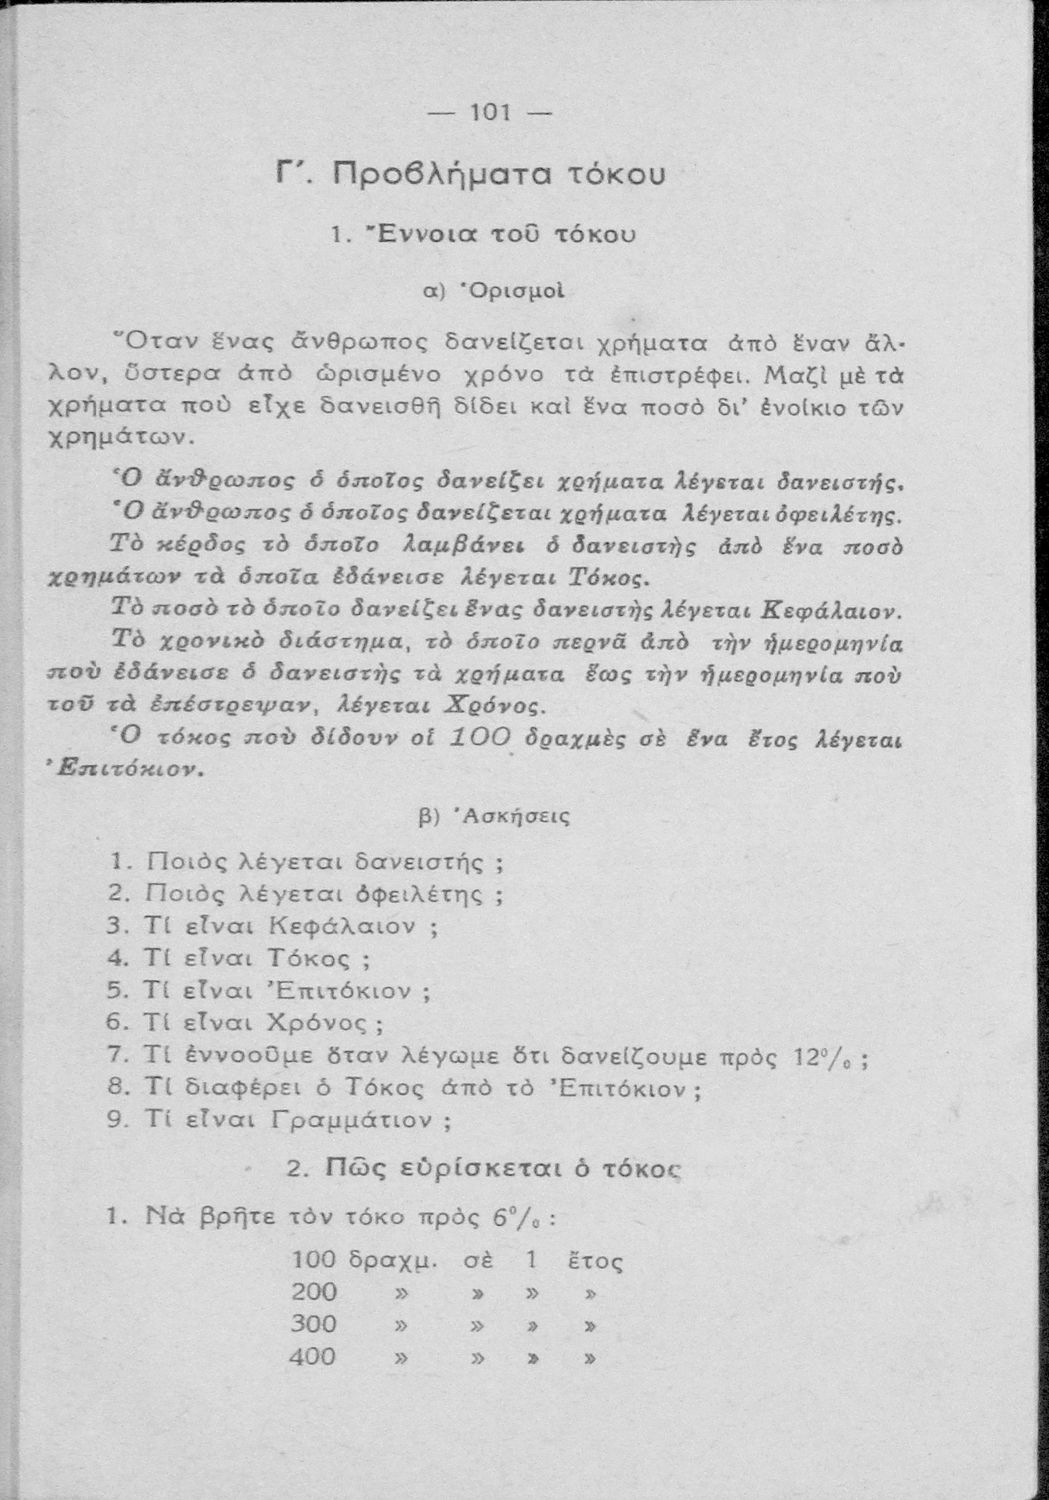 — 101 —
Γ΄. Προβλήματα τόκου
1. Ἔννοια τοῦ τόκου
α) Ὁρισμοὶ
Ὅταν ἕνας ἄνθρωπος δανείζεται χρήματα ἀπὸ ἕναν ἄλ-
λον, ὕστερα ἀπὸ ὡρισμένο χρόνο τὰ ἐπιστρέφει. Μαζὶ μὲ τὰ
χρήματα ποὺ εἶχε δανεισθῆ δίδει καὶ ἕνα ποσὸ δι' ἐνοίκιο τῶν
χρημάτων.
Ὁ ἄνθρωπος ὁ ὁποῖος δανείζει χρήματα λέγεται δανειστής.
Ὁ ἄνθρωπος ὁ ὁποῖος δανείζεται χρήματα λέγεται ὀφειλέτης.
Τὸ κέρδος τὸ ὁποῖο λαμβάνει ὁ δανειστὴς ἀπὸ ἕνα ποσὸ
χρημάτων τὰ ὁποῖα ἐδάνεισε λέγεται Τόκος.
Τὸ ποσὸ τὸ ὁποῖο δανείζει ἕνας δανειστὴς λέγεται Κεφάλαιον.
Τὸ χρονικὸ διάστημα, τὸ ὁποῖο περνᾶ ἀπὸ τὴν ἡμερομηνία
ποὺ ἐδάνεισε ὁ δανειστὴς τὰ χρήματα ἕως τὴν ἡμερομηνία ποὺ
τοῦ τὰ ἐπέστρεψαν, λέγεται Χρόνος.
Ὁ τόκος ποὺ δίδουν οἱ 100 δραχμὲς σὲ ἕνα ἔτος λέγεται
Ἐπιτόκιον.
β) Ἀσκήσεις
1. Ποιὸς λέγεται δανειστής ;
2. Ποιὸς λέγεται ὀφειλέτης ;
3. Τί εἶναι Κεφάλαιον ;
4. Τί εἶναι Τόκος ;
5. Τί εἶναι Ἐπιτόκιον ;
6. Τί εἶναι Χρόνος ;
7. Τί ἐννοοῦμε ὅταν λέγωμε ὅτι δανείζουμε πρὸς 12% ;
8. Τί διαφέρει ὁ Τόκος ἀπὸ τὸ Ἐπιτόκιον ;
9. Τί εἶναι Γραμμάτιον ;
2. Πῶς εὑρίσκεται ὁ τόκος
1. Νὰ βρῆτε τὸν τόκο πρὸς 6% :
100 δραχμ. σὲ 1 ἔτος
200 » » » »
300 » » » »
400 » » » »